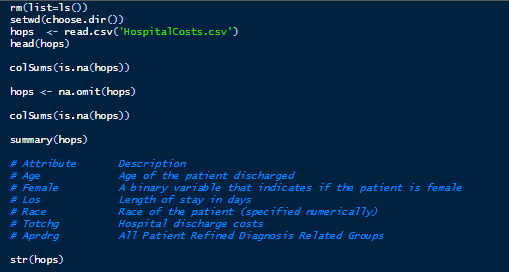 rm(list=ls())
setwd(choose.dir())
hops  <- read.csv('HospitalCosts.csv')
head(hops)
colSums(is.na(hops))
hops <- na.omit(hops)
colSums(is.na(hops))
summary(hops)
# Attribute     Description
# Age           Age of the patient discharged
# Female        A binary variable that indicates if the patient is female
# Los           Length of stay in days
# Race          Race of the patient (specified numerically)
# Totchg        Hospital discharge costs
# Aprdrg        All Patient Refined Diagnosis Related Groups
str(hops)